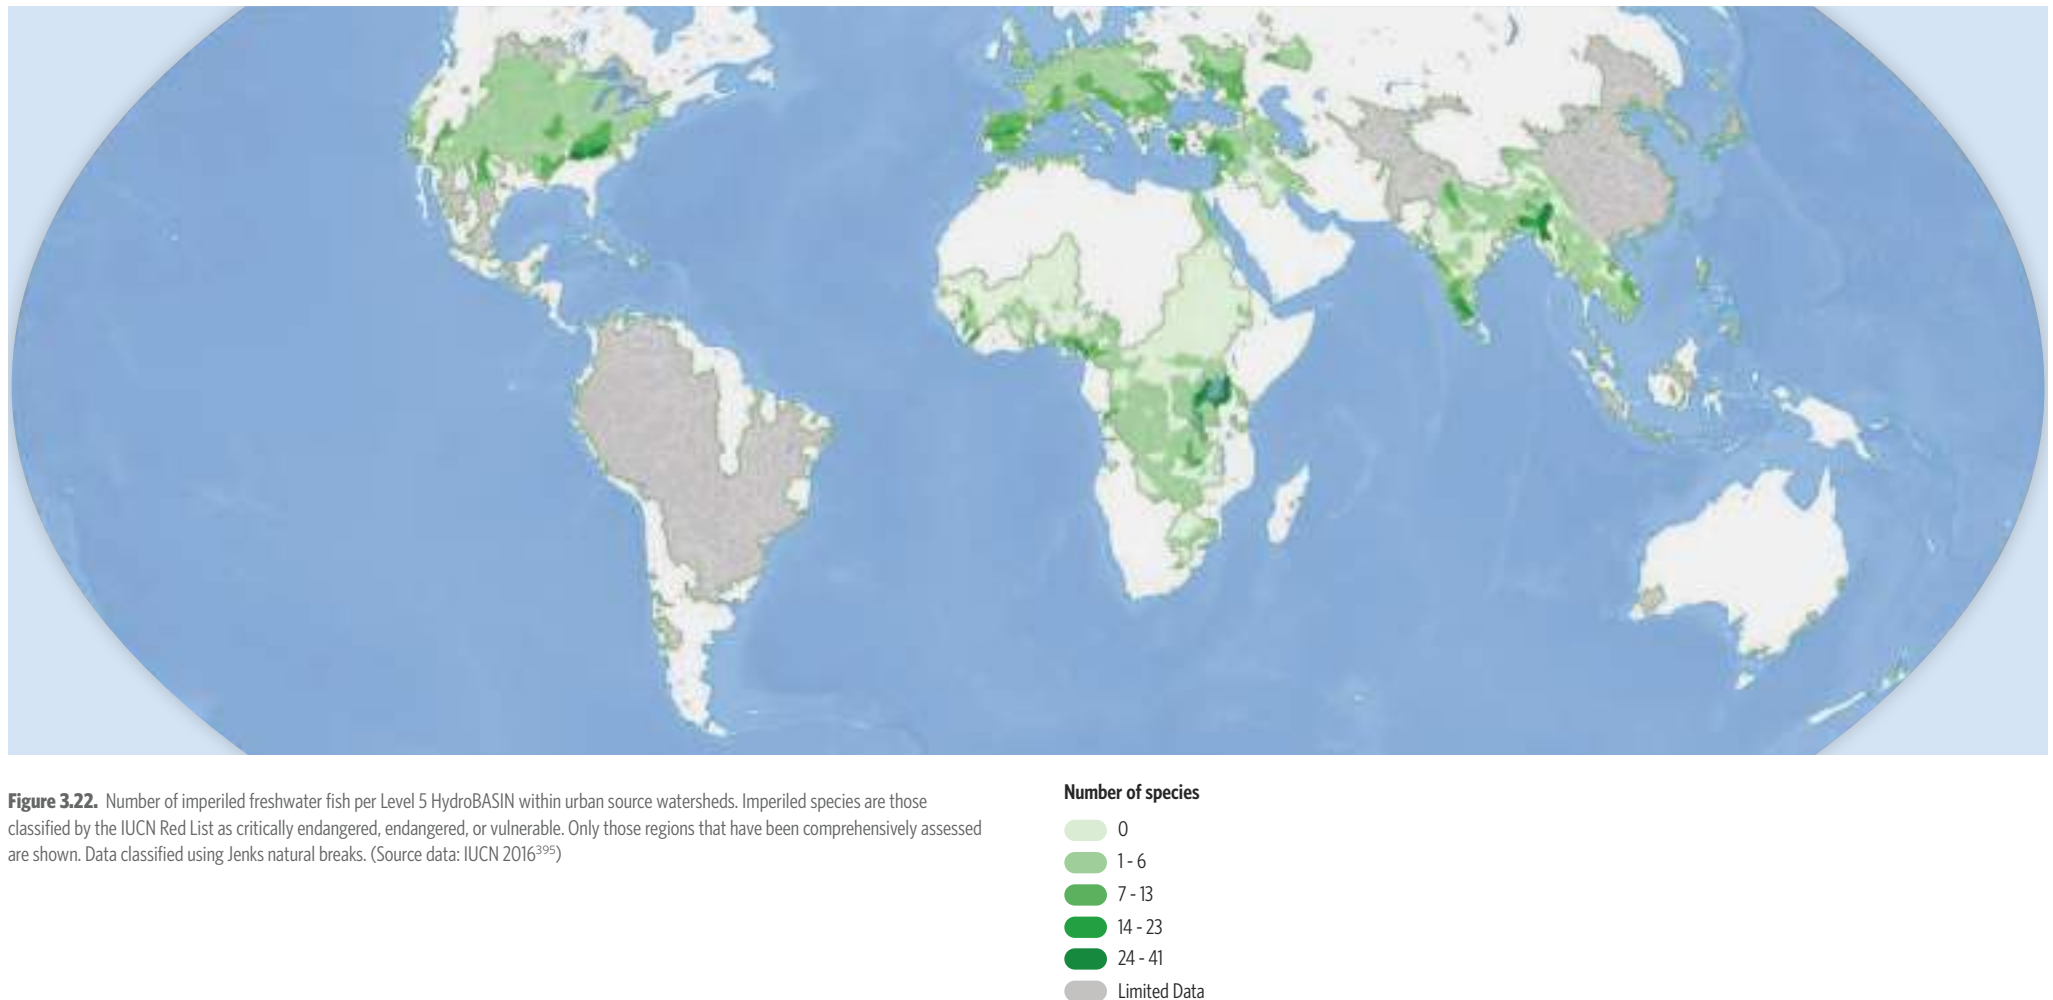 Figure 3.22. Number of imperiled freshwater fish per Level 5 HydroBASIN within urban source watersheds. Imperiled species are those
classified by the IUCN Red List as critically endangered, endangered, or vulnerable. Only those regions that have been comprehensively assessed
are shown. Data classified using Jenks natural breaks. (Source data: IUCN 2016395)
Number of species
0
1 - 6
7 - 13
14 - 23
24 - 41
Limited Data